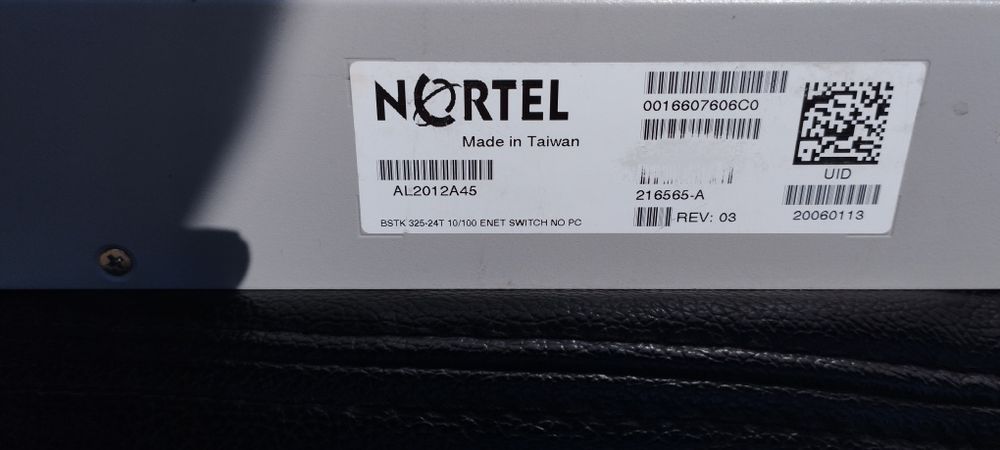 NORTEL
Made in Taiwan
AL2012A45
BSTK 325-24T 10/100 ENET SWITCH NO PC
0016607606C0
216565-A
REV: 03
UID
20060113